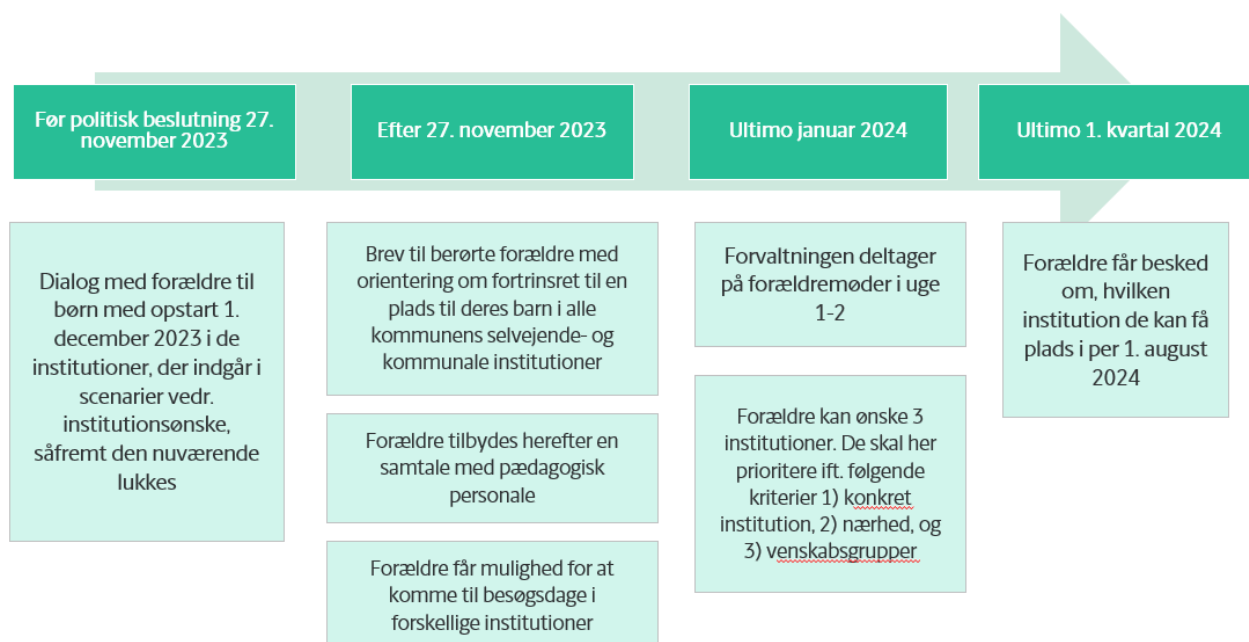 Før politisk beslutning 27.
november 2023
Efter 27. november 2023
Ultimo januar 2024
Ultimo 1. kvartal 2024
Dialog med forældre til
børn med opstart 1.
december 2023 i de
institutioner, der indgår i
scenarier vedr.
institutionsønske,
såfremt den nuværende
lukkes
Brev til berørte forældre med
orientering om fortrinsret til en
plads til deres barn i alle
kommunens selvejende- og
kommunale institutioner
Forældre tilbydes herefter en
samtale med pædagogisk
personale
Forældre får mulighed for at
komme til besøgsdage i
forskellige institutioner
Forvaltningen deltager
på forældremøder i uge
1-2
Forældre kan ønske 3
institutioner. De skal her
prioritere ift. følgende
kriterier 1) konkret
institution, 2) nærhed, og
3) venskabsgrupper
Forældre får besked
om, hvilken
institution de kan få
plads i per 1. august
2024